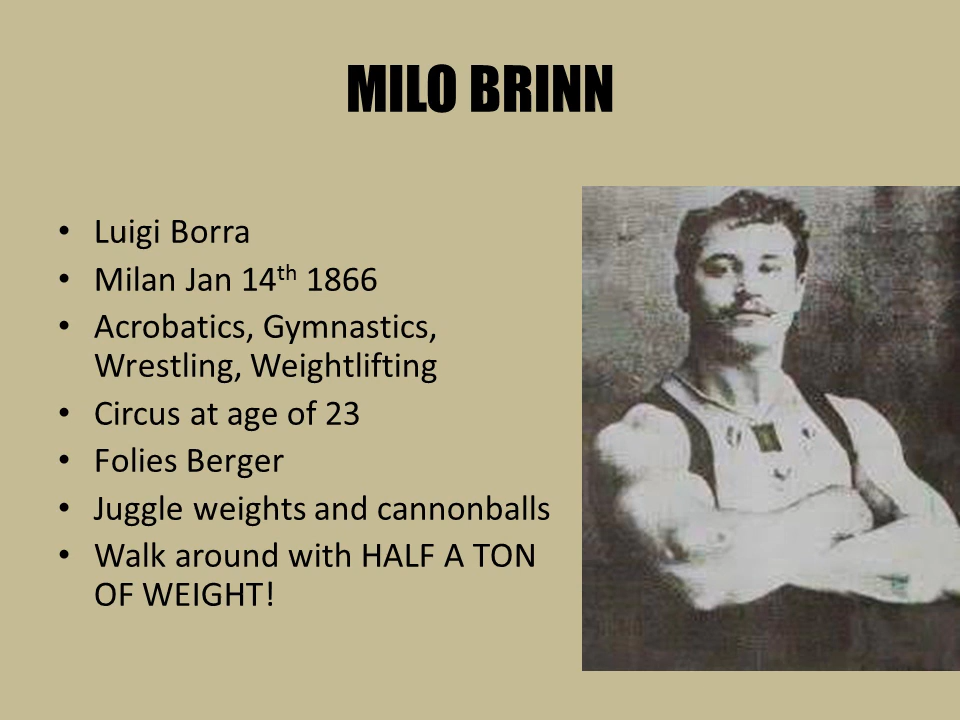 MILO BRINN
• Luigi Borra
• Milan Jan 14th 1866
• Acrobatics, Gymnastics,
Wrestling, Weightlifting
• Circus at age of 23
• Folies Berger
• Juggle weights and cannonballs
• Walk around with HALF A TON
OF WEIGHT!